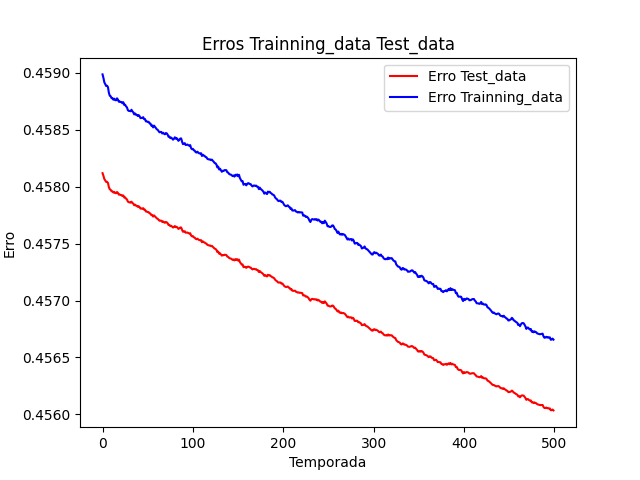 Erros Trainning_data Test_data
Erro Test_data
Erro Trainning_data
0.4590
0.4585
0.4580
0.4575
0.4570
0.4565
0.4560
Erro
0
100
200
300
400
500
Temporada